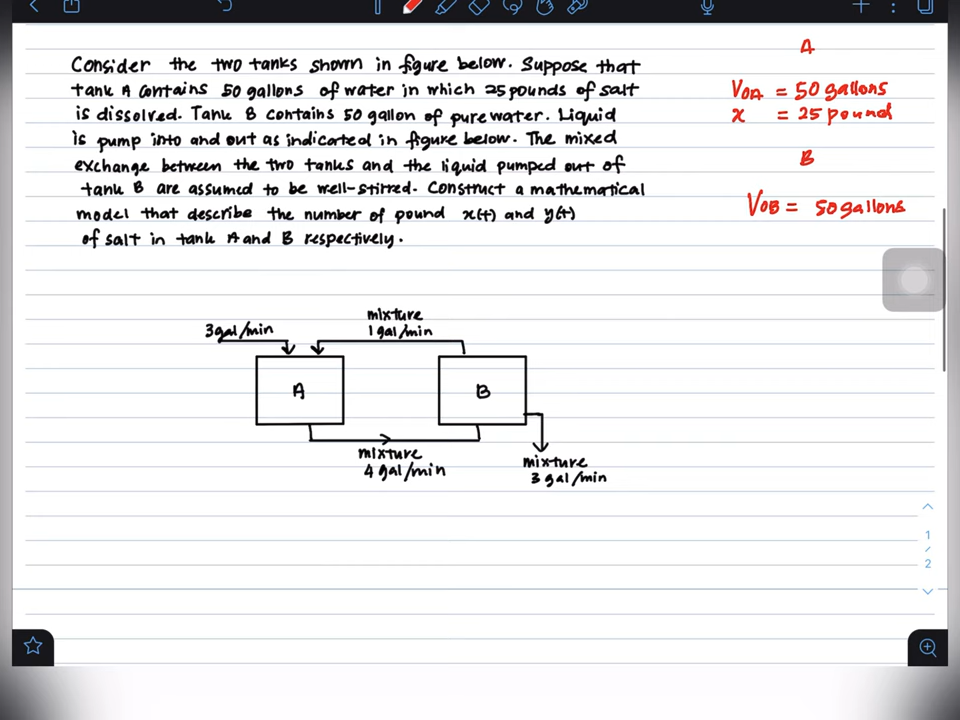 Consider the two tanks shown in figure below. Suppose that
tank A contains 50 gallons of water in which 25 pounds of salt
is dissolved. Tank B contains 50 gallon of pure water. Liquid
is pump into and out as indicarted in figure below. The mixed
exchange between the two tanks and the liquid pumped out of
tank B are assumed to be well-stirred. Construct a mathematical
model that describe the number of pound x(t) and y(t)
of salt in tank A and B respectively.
A
VOA = 50 gallons
x = 25 pound
B
VOB = 50 gallons
3 gal/min
mixture
1 gal/min
A
B
mixture
4 gal/min
mixture
3 gal/min
1
/
2